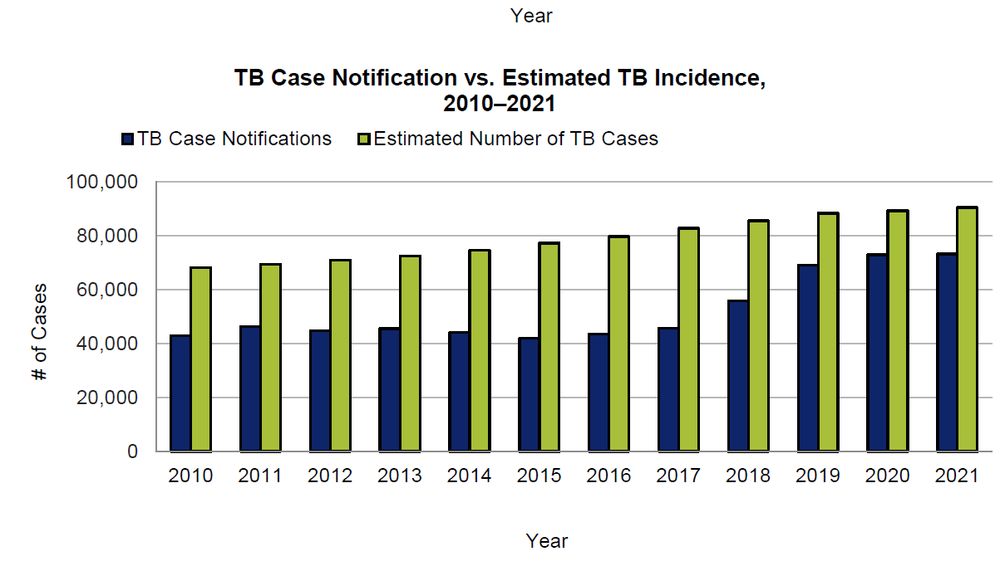 Year
TB Case Notification vs. Estimated TB Incidence,
2010–2021
TB Case Notifications Estimated Number of TB Cases
100,000
80,000
60,000
40,000
20,000
0
# of Cases
2010 2011 2012 2013 2014 2015 2016 2017 2018 2019 2020 2021
Year